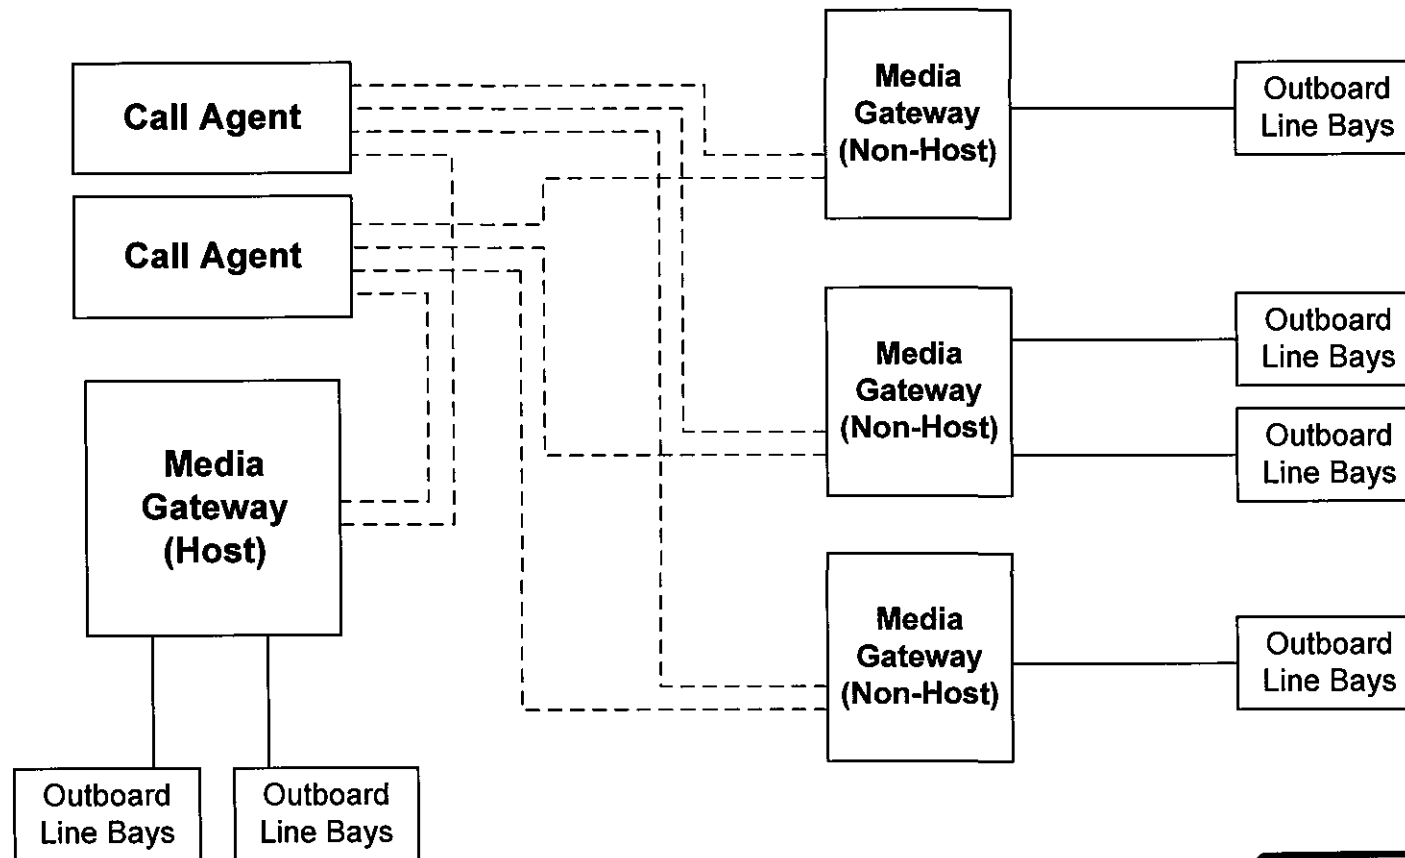 Call Agent
Call Agent
Media
Gateway
(Host)
Outboard
Line Bays
Outboard
Line Bays
Media
Gateway
(Non-Host)
Outboard
Line Bays
Media
Gateway
(Non-Host)
Outboard
Line Bays
Outboard
Line Bays
Media
Gateway
(Non-Host)
Outboard
Line Bays